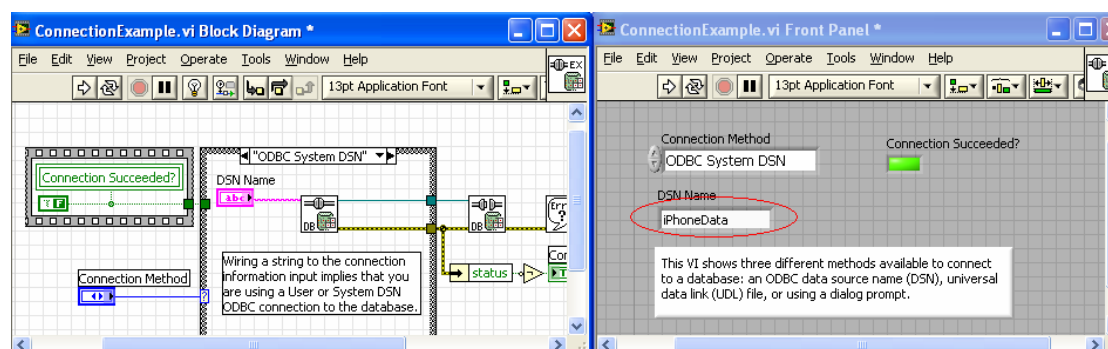 ConnectionExample.vi Block Diagram *
File Edit View Project Operate Tools Window Help
EX
13pt Application Font
"ODBC System DSN"
Connection Succeeded?
DSN Name
abc
T F
DB
DB
Err
?
Wiring a string to the connection
information input implies that you
are using a User or System DSN
ODBC connection to the database.
Connection Method
?
status
ConnectionExample.vi Front Panel *
File Edit View Project Operate Tools Window Help
13pt Application Font
Connection Method
Connection Succeeded?
ODBC System DSN
DSN Name
iPhoneData
This VI shows three different methods available to connect
to a database: an ODBC data source name (DSN), universal
data link (UDL) file, or using a dialog prompt.